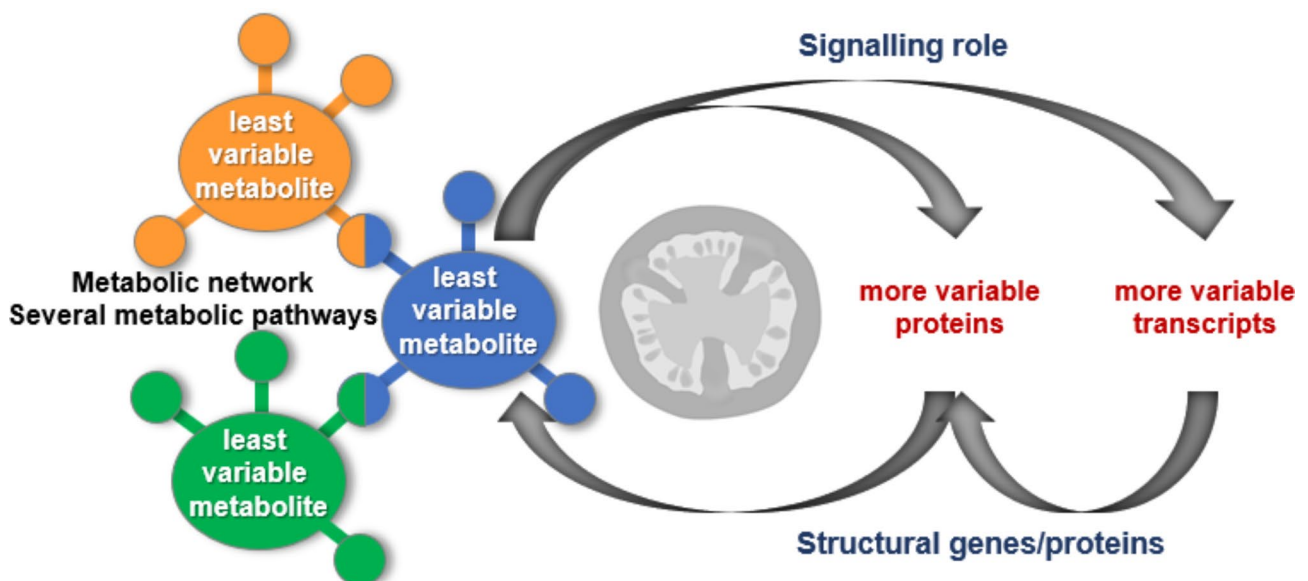 Signalling role
least
variable
metabolite
Metabolic network
Several metabolic pathways
least
variable
metabolite
more variable
proteins
more variable
transcripts
least
variable
metabolite
Structural genes/proteins